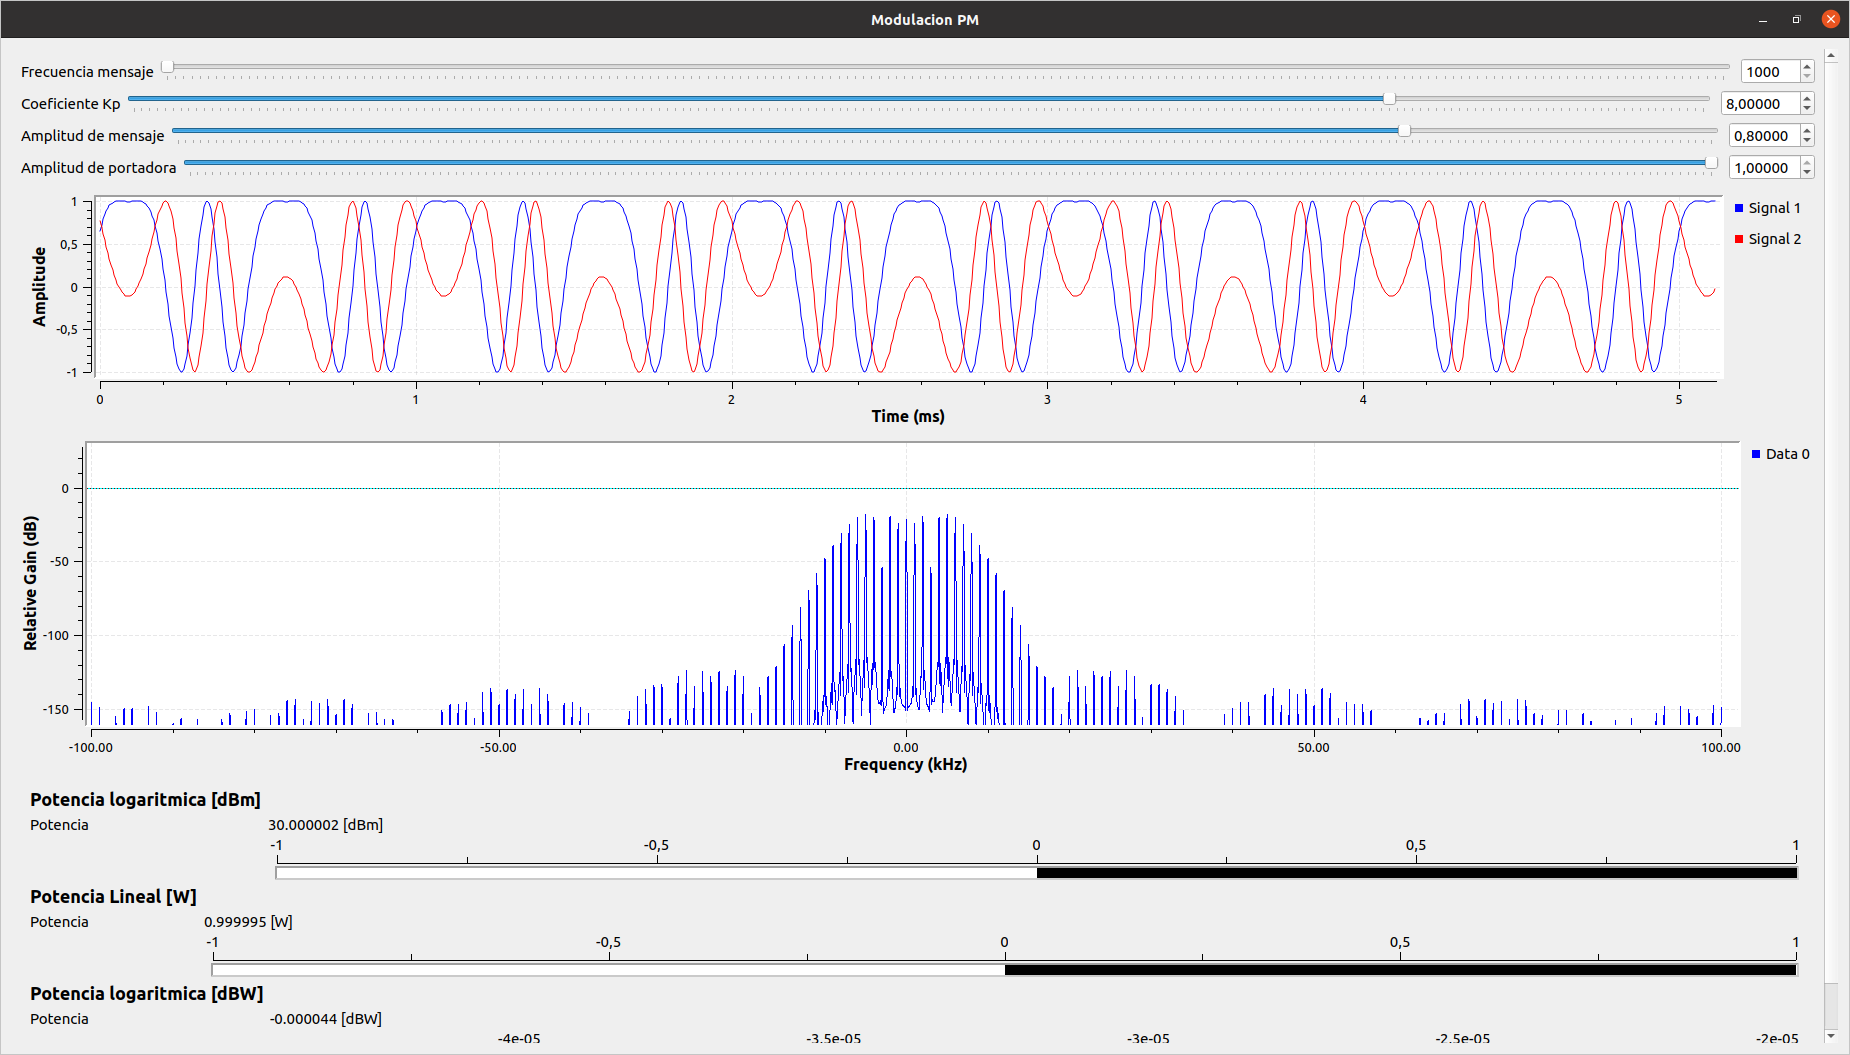 Modulacion PM
Frecuencia mensaje 1000
Coeficiente Kp 8,00000
Amplitud de mensaje 0,80000
Amplitud de portadora 1,00000
Amplitude
1
0,5
0
-0,5
-1
Signal 1
Signal 2
0 1 2 3 4 5
Time (ms)
Relative Gain (dB)
0
-50
-100
-150
Data 0
-100.00 -50.00 0.00 50.00 100.00
Frequency (kHz)
Potencia logaritmica [dBm]
Potencia 30.000002 [dBm]
-1 -0,5 0 0,5 1
Potencia Lineal [W]
Potencia 0.999995 [W]
-1 -0,5 0 0,5 1
Potencia logaritmica [dBW]
Potencia -0.000044 [dBW]
-4e-05 -3.5e-05 -3e-05 -2.5e-05 -2e-05